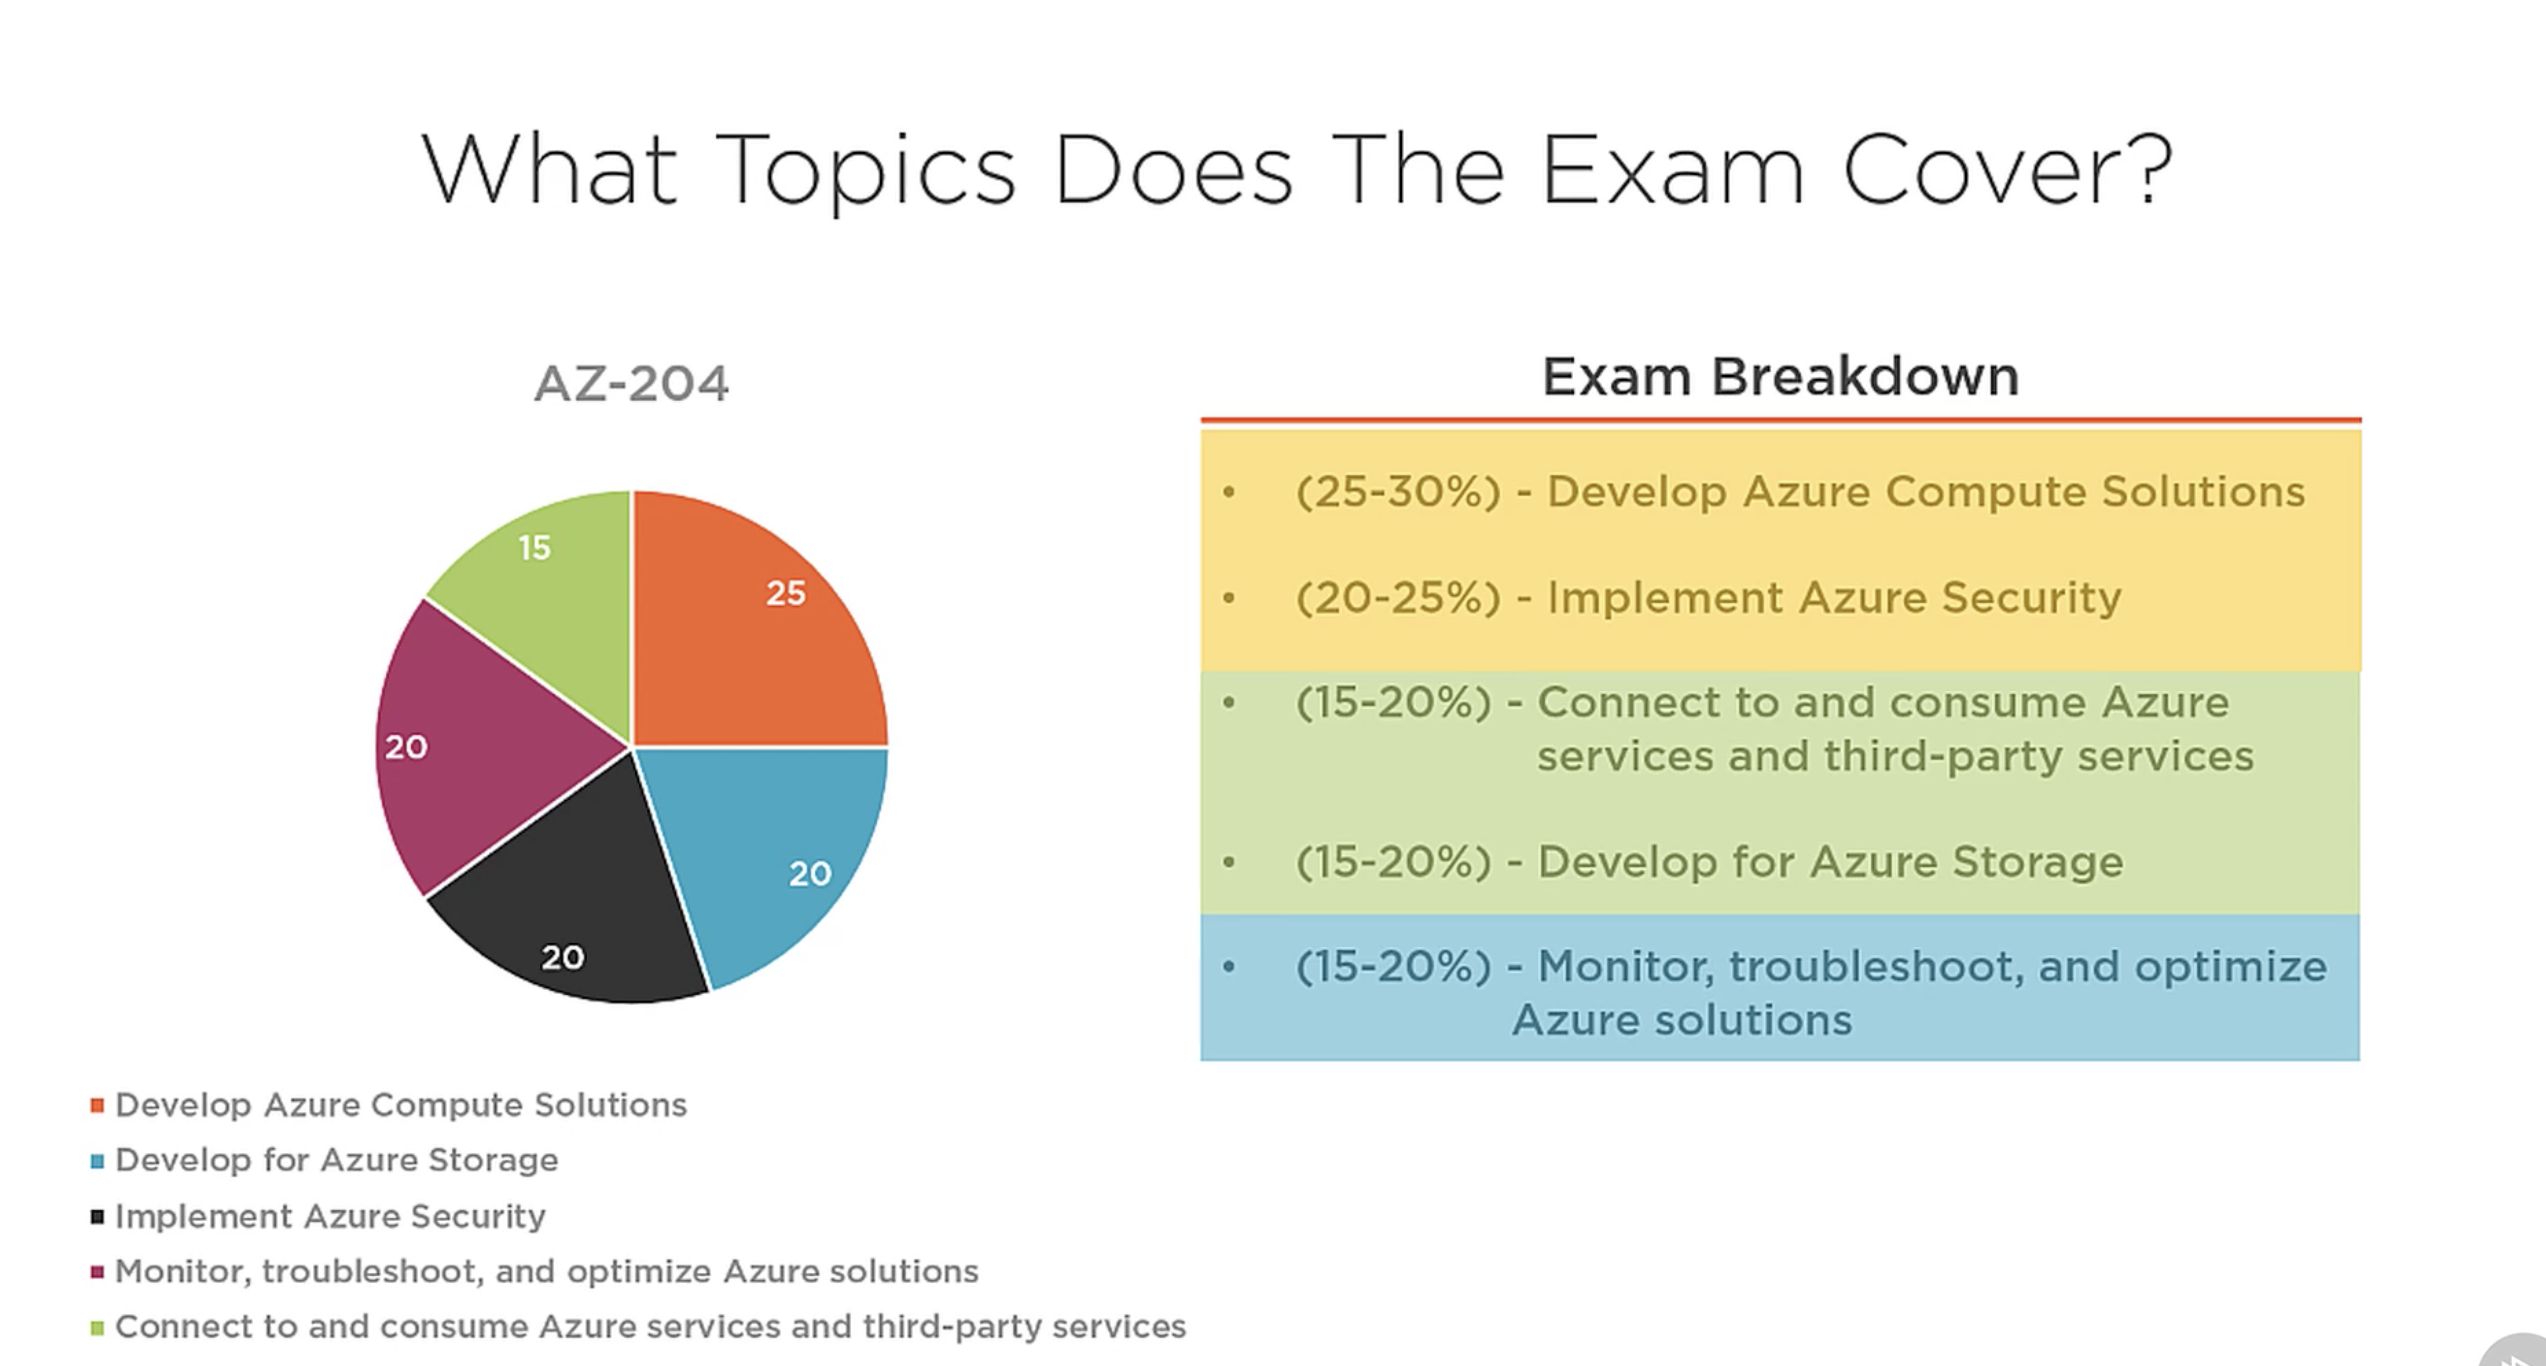 What Topics Does The Exam Cover?
AZ-204
15
25
20
20
20
Develop Azure Compute Solutions
Develop for Azure Storage
Implement Azure Security
Monitor, troubleshoot, and optimize Azure solutions
Connect to and consume Azure services and third-party services
Exam Breakdown
• (25-30%) - Develop Azure Compute Solutions
• (20-25%) - Implement Azure Security
• (15-20%) - Connect to and consume Azure
services and third-party services
• (15-20%) - Develop for Azure Storage
• (15-20%) - Monitor, troubleshoot, and optimize
Azure solutions